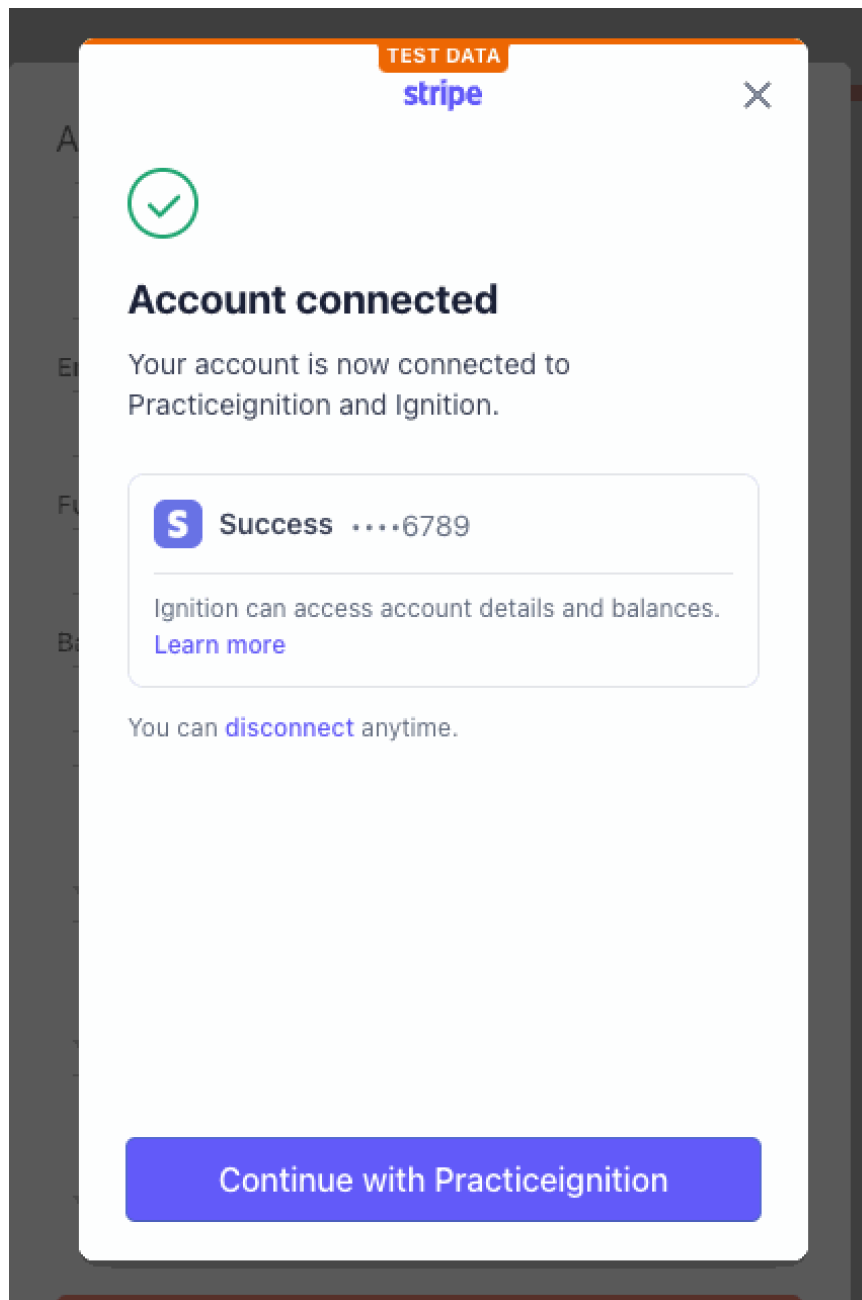 TEST DATA
stripe
Account connected
Your account is now connected to
Practiceignition and Ignition.
S Success ····6789
Ignition can access account details and balances.
Learn more
You can disconnect anytime.
Continue with Practiceignition